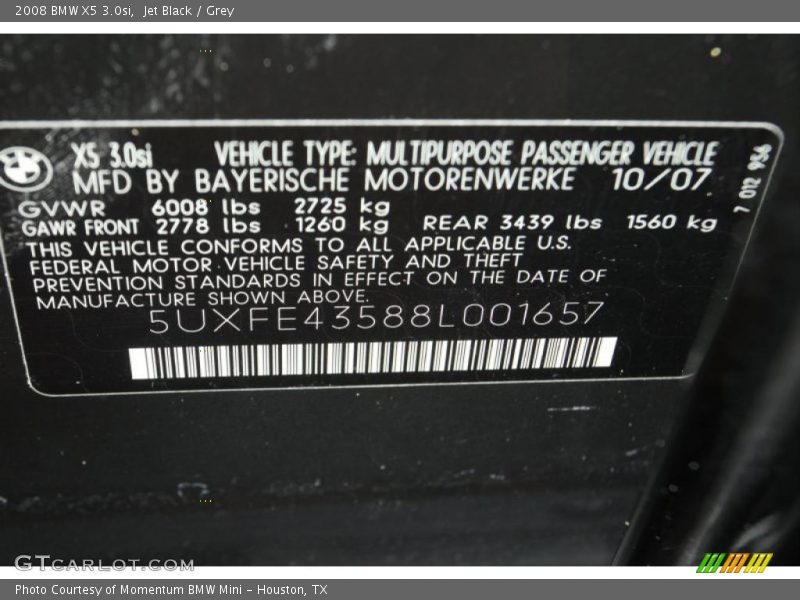 2008 BMW X5 3.0si, Jet Black / Grey
X5 3.0si VEHICLE TYPE: MULTIPURPOSE PASSENGER VEHICLE
MFD BY BAYERISCHE MOTORENWERKE 10/07
GVWR 6008 lbs 2725 kg
GAWR FRONT 2778 lbs 1260 kg REAR 3439 lbs 1560 kg
THIS VEHICLE CONFORMS TO ALL APPLICABLE U.S.
FEDERAL MOTOR VEHICLE SAFETY AND THEFT
PREVENTION STANDARDS IN EFFECT ON THE DATE OF
MANUFACTURE SHOWN ABOVE.
5UXFE43588L001657
7 012 956
GTCARLOT.COM
Photo Courtesy of Momentum BMW Mini - Houston, TX